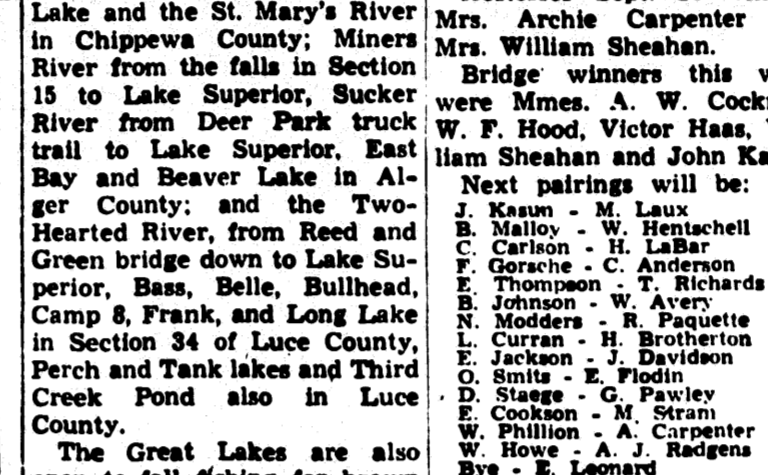 Lake and the St. Mary's River
in Chippewa County; Miners
River from the falls in Section
15 to Lake Superior, Sucker
River from Deer Park truck
trail to Lake Superior, East
Bay and Beaver Lake in Al-
ger County; and the Two-
Hearted River, from Reed and
Green bridge down to Lake Su-
perior, Bass, Belle, Bullhead,
Camp 8, Frank, and Long Lake
in Section 34 of Luce County,
Perch and Tank lakes and Third
Creek Pond also in Luce
County.
The Great Lakes are also
Mrs. Archie Carpenter
Mrs. William Sheahan.
Bridge winners this
were Mmes. A. W.
W. F. Hood, Victor Haas,
liam Sheahan and John
Next pairings will be:
J. Kasun - M. Laux
B. Malloy - W. Hentschell
C. Carlson - H. LaBar
F. Gorsche - C. Anderson
E. Thompson - T. Richards
B. Johnson - W. Avery
N. Modders - R. Paquette
L. Curran - H. Brotherton
E. Jackson - J. Davidson
O. Smits - E. Flodin
D. Staege - G. Pawley
E. Cookson - M. Stram
W. Phillion - A. Carpenter
W. Howe - A. J. Radgens
Bye - E. Leonard